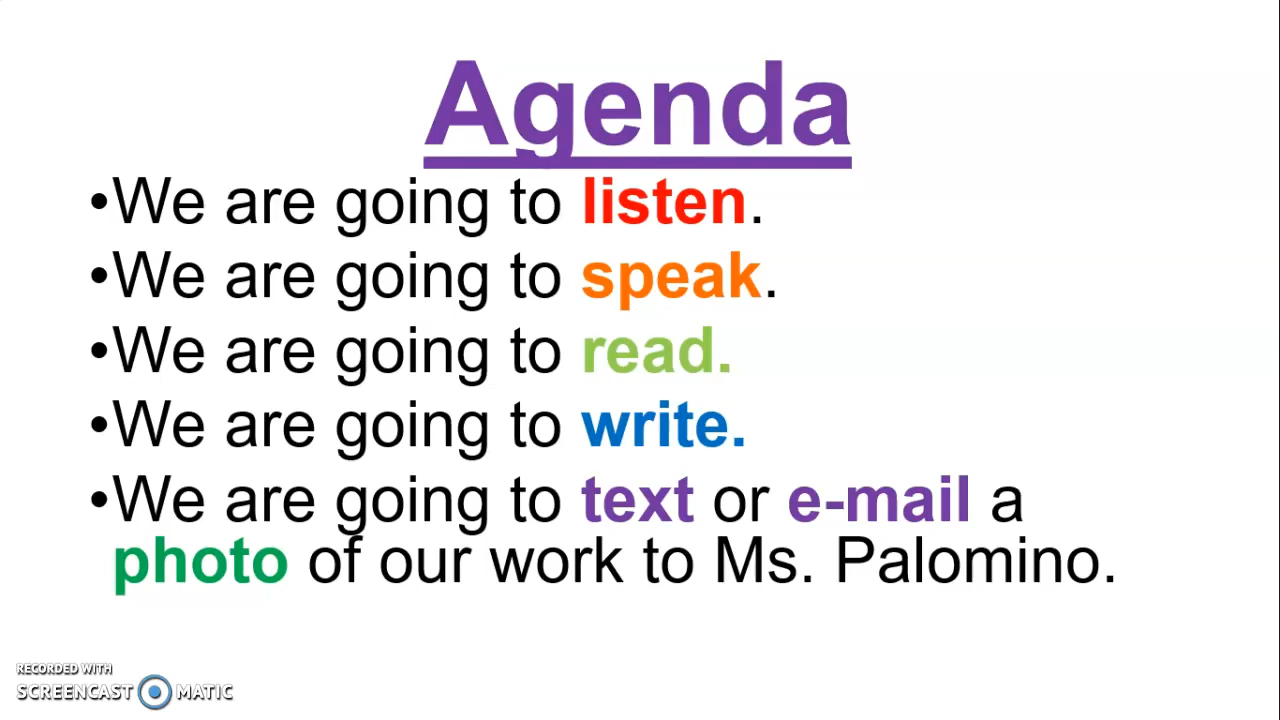 Agenda
•We are going to listen.
•We are going to speak.
•We are going to read.
•We are going to write.
•We are going to text or e-mail a
photo of our work to Ms. Palomino.
RECORDED WITH
SCREENCAST MATIC